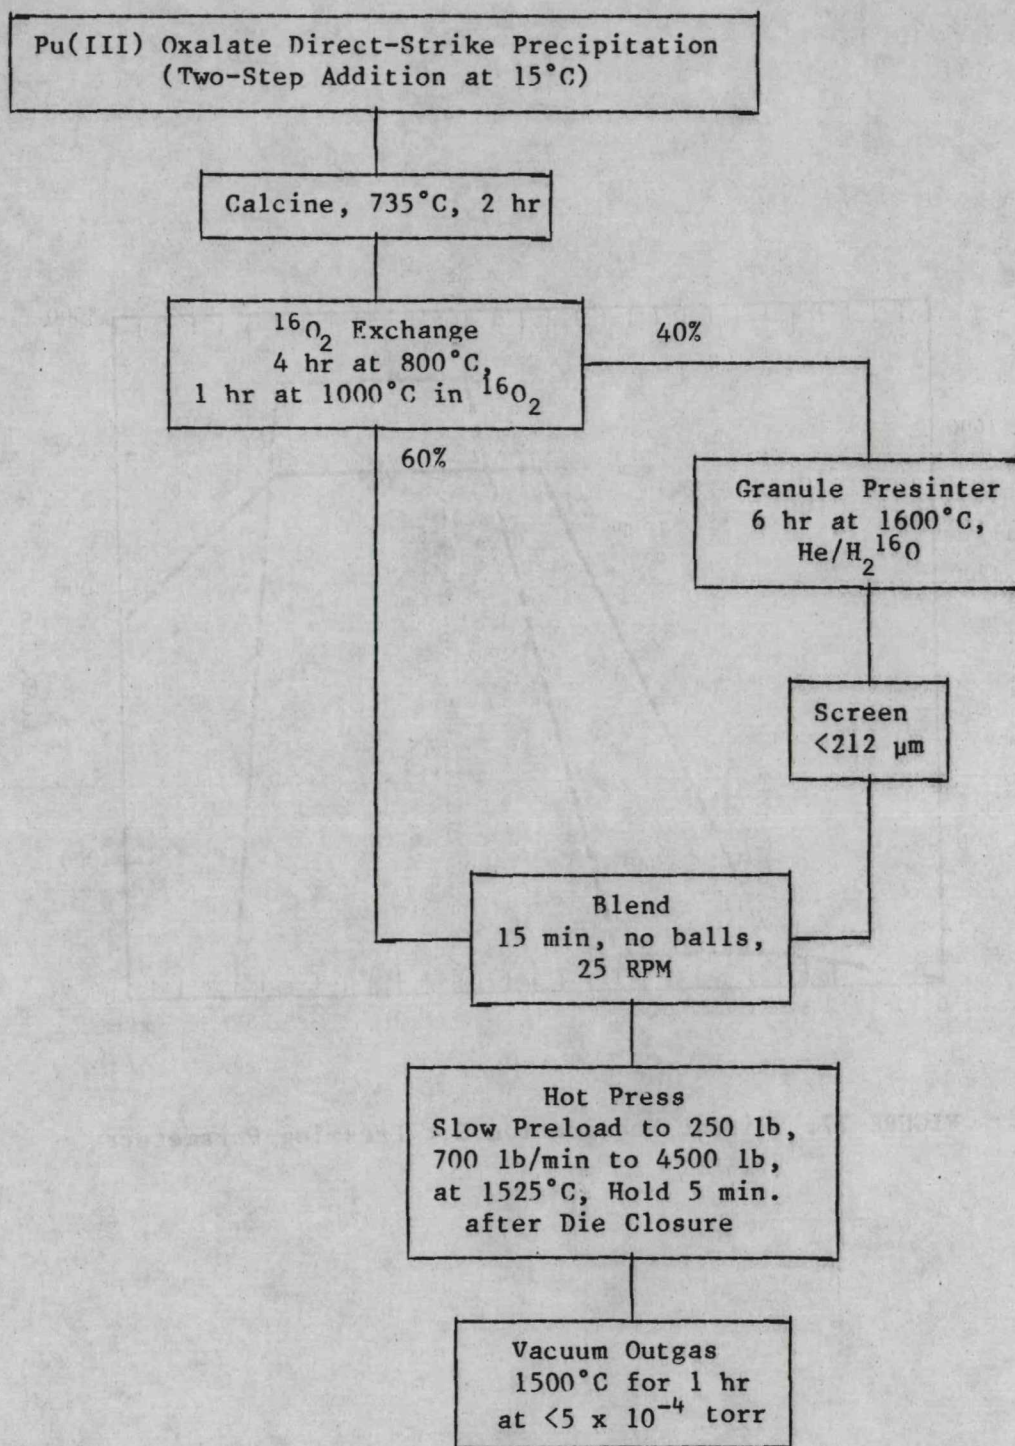 Pu(III) Oxalate Direct-Strike Precipitation
(Two-Step Addition at 15°C)
Calcine, 735°C, 2 hr
¹⁶O₂ Exchange
4 hr at 800°C,
1 hr at 1000°C in ¹⁶O₂
40%
60%
Granule Presinter
6 hr at 1600°C,
He/H₂¹⁶O
Screen
<212 μm
Blend
15 min, no balls,
25 RPM
Hot Press
Slow Preload to 250 lb,
700 lb/min to 4500 lb,
at 1525°C, Hold 5 min.
after Die Closure
Vacuum Outgas
1500°C for 1 hr
at <5 x 10⁻⁴ torr